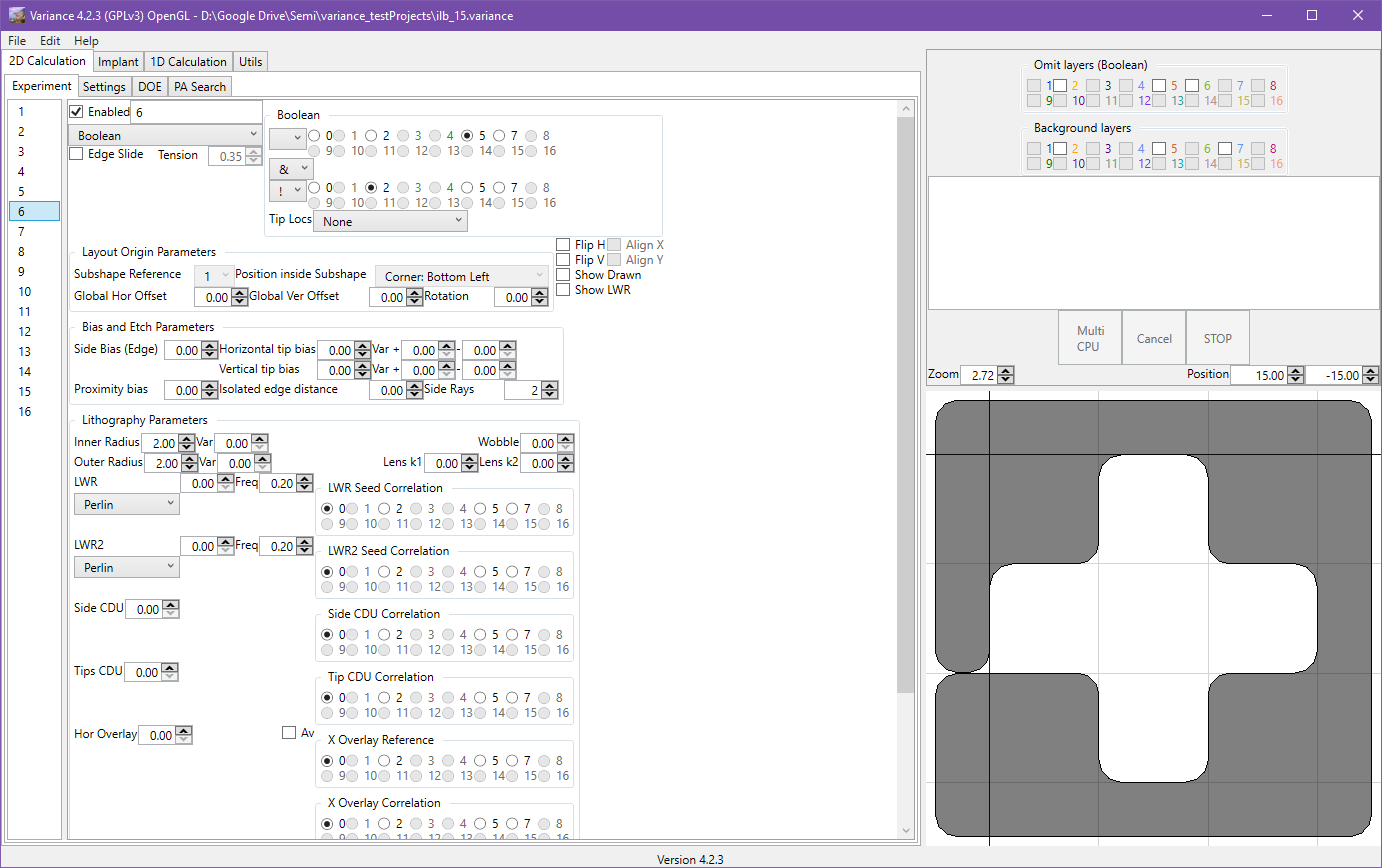 Variance 4.2.3 (GPLv3) OpenGL - D:\Google Drive\Semi\variance_testProjects\ilb_15.variance
File Edit Help
2D Calculation Implant 1D Calculation Utils
Experiment Settings DOE PA Search
1
2
3
4
5
6
7
8
9
10
11
12
13
14
15
16
Enabled 6
Boolean
Edge Slide Tension 0.35
Boolean
0 1 2 3 4 5 7 8
9 10 11 12 13 14 15 16
&
! 0 1 2 3 4 5 7 8
9 10 11 12 13 14 15 16
Tip Locs None
Layout Origin Parameters
Subshape Reference 1 Position inside Subshape Corner: Bottom Left
Global Hor Offset 0.00 Global Ver Offset 0.00 Rotation 0.00
Flip H Align X
Flip V Align Y
Show Drawn
Show LWR
Bias and Etch Parameters
Side Bias (Edge) 0.00 Horizontal tip bias 0.00 Var + 0.00 - 0.00
Vertical tip bias 0.00 Var + 0.00 - 0.00
Proximity bias 0.00 Isolated edge distance 0.00 Side Rays 2
Lithography Parameters
Inner Radius 2.00 Var 0.00 Wobble 0.00
Outer Radius 2.00 Var 0.00 Lens k1 0.00 Lens k2 0.00
LWR 0.00 Freq 0.20
Perlin
LWR Seed Correlation
0 1 2 3 4 5 7 8
9 10 11 12 13 14 15 16
LWR2 0.00 Freq 0.20
Perlin
LWR2 Seed Correlation
0 1 2 3 4 5 7 8
9 10 11 12 13 14 15 16
Side CDU 0.00
Side CDU Correlation
0 1 2 3 4 5 7 8
9 10 11 12 13 14 15 16
Tips CDU 0.00
Tip CDU Correlation
0 1 2 3 4 5 7 8
9 10 11 12 13 14 15 16
Hor Overlay 0.00 Av
X Overlay Reference
0 1 2 3 4 5 7 8
9 10 11 12 13 14 15 16
X Overlay Correlation
0 1 2 3 4 5 7 8
9 10 11 12 13 14 15 16
Omit layers (Boolean)
1 2 3 4 5 6 7 8
9 10 11 12 13 14 15 16
Background layers
1 2 3 4 5 6 7 8
9 10 11 12 13 14 15 16
Multi
CPU
Cancel
STOP
Zoom 2.72 Position 15.00 -15.00
Version 4.2.3